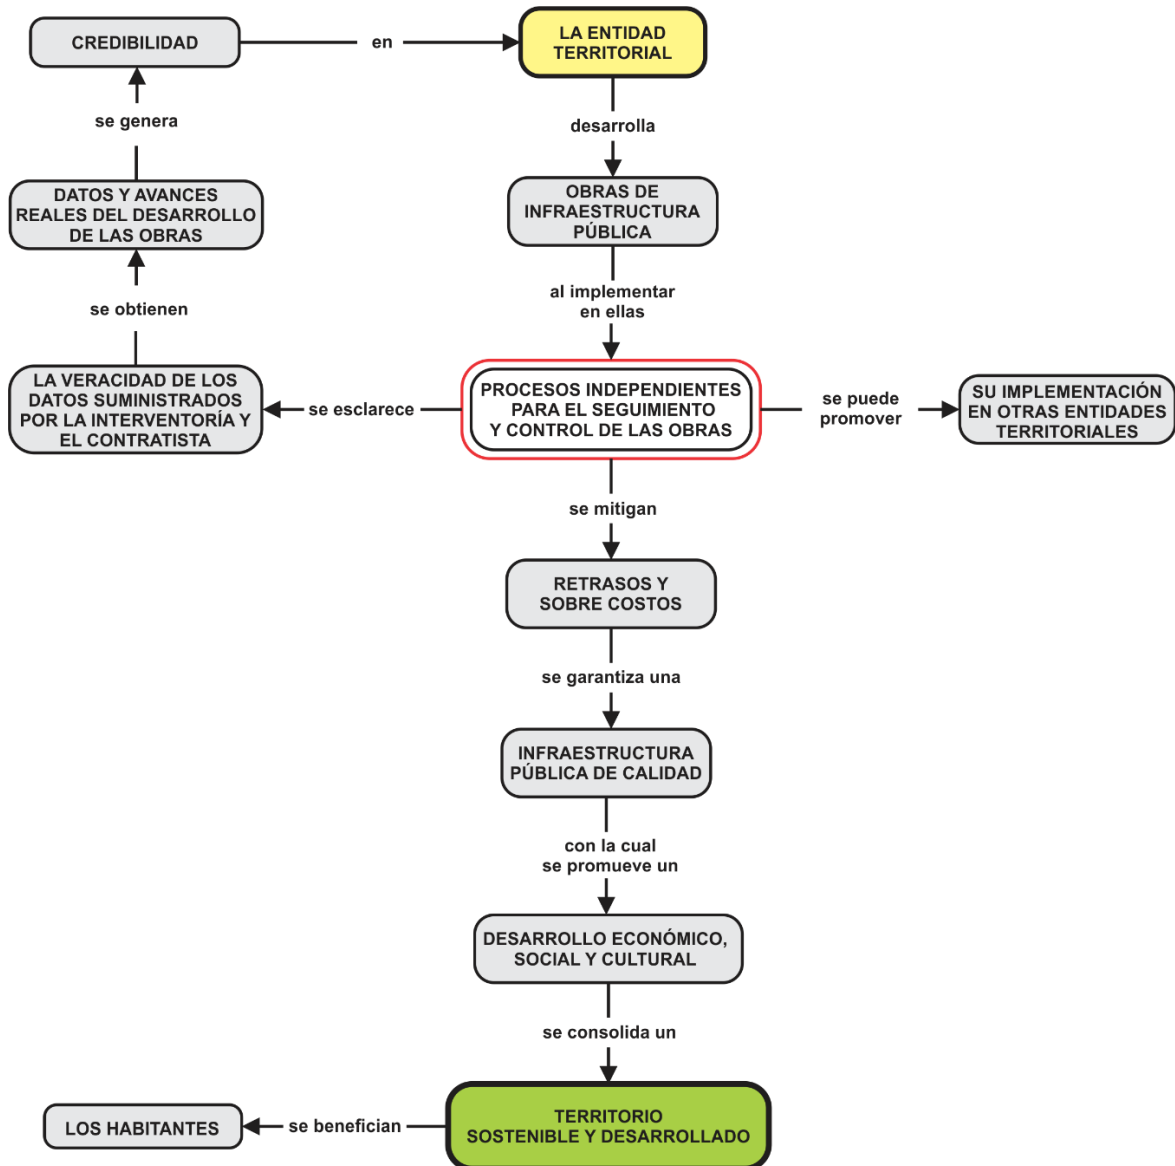 CREDIBILIDAD
en
LA ENTIDAD
TERRITORIAL
se genera
desarrolla
DATOS Y AVANCES
REALES DEL DESARROLLO
DE LAS OBRAS
OBRAS DE
INFRAESTRUCTURA
PÚBLICA
se obtienen
al implementar
en ellas
LA VERACIDAD DE LOS
DATOS SUMINISTRADOS
POR LA INTERVENTORÍA Y
EL CONTRATISTA
se esclarece
PROCESOS INDEPENDIENTES
PARA EL SEGUIMIENTO
Y CONTROL DE LAS OBRAS
se puede
promover
SU IMPLEMENTACIÓN
EN OTRAS ENTIDADES
TERRITORIALES
se mitigan
RETRASOS Y
SOBRE COSTOS
se garantiza una
INFRAESTRUCTURA
PÚBLICA DE CALIDAD
con la cual
se promueve un
DESARROLLO ECONÓMICO,
SOCIAL Y CULTURAL
se consolida un
TERRITORIO
SOSTENIBLE Y DESARROLLADO
se benefician
LOS HABITANTES